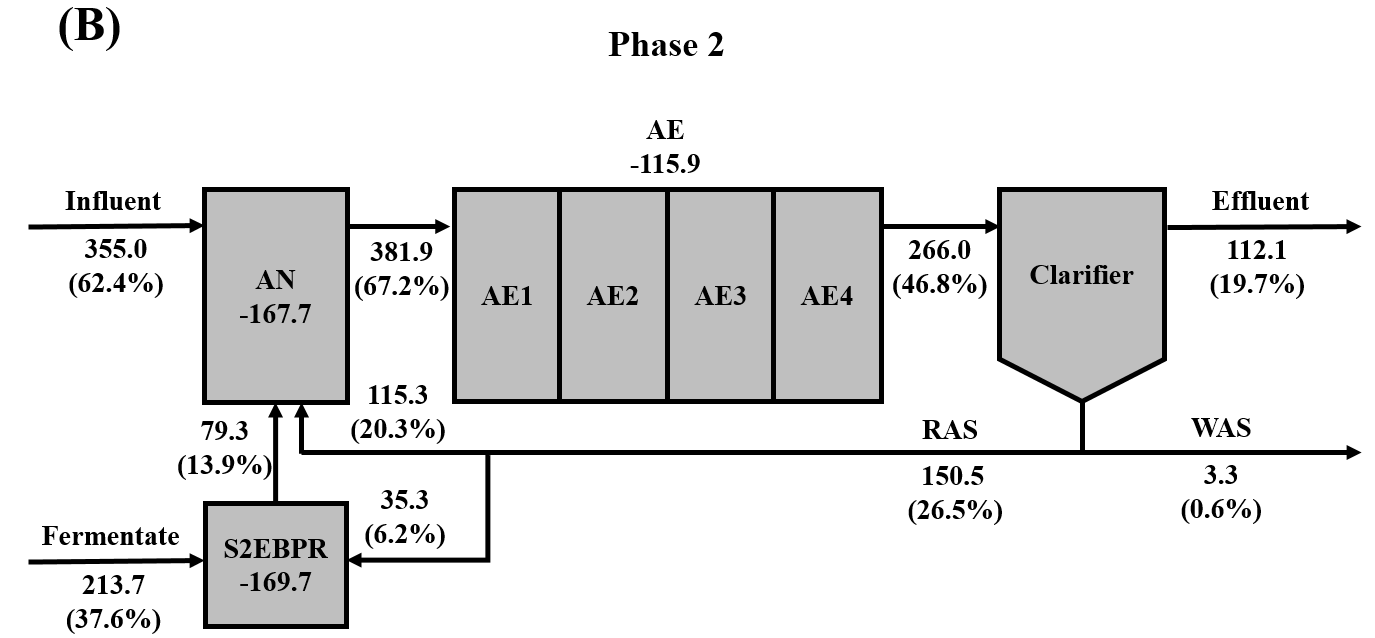 (B)
Phase 2
AE
-115.9
Influent
355.0
(62.4%)
AN
-167.7
381.9
(67.2%)
AE1
AE2
AE3
AE4
266.0
(46.8%)
Clarifier
Effluent
112.1
(19.7%)
115.3
(20.3%)
79.3
(13.9%)
RAS
150.5
(26.5%)
WAS
3.3
(0.6%)
35.3
(6.2%)
Fermentate
213.7
(37.6%)
S2EBPR
-169.7